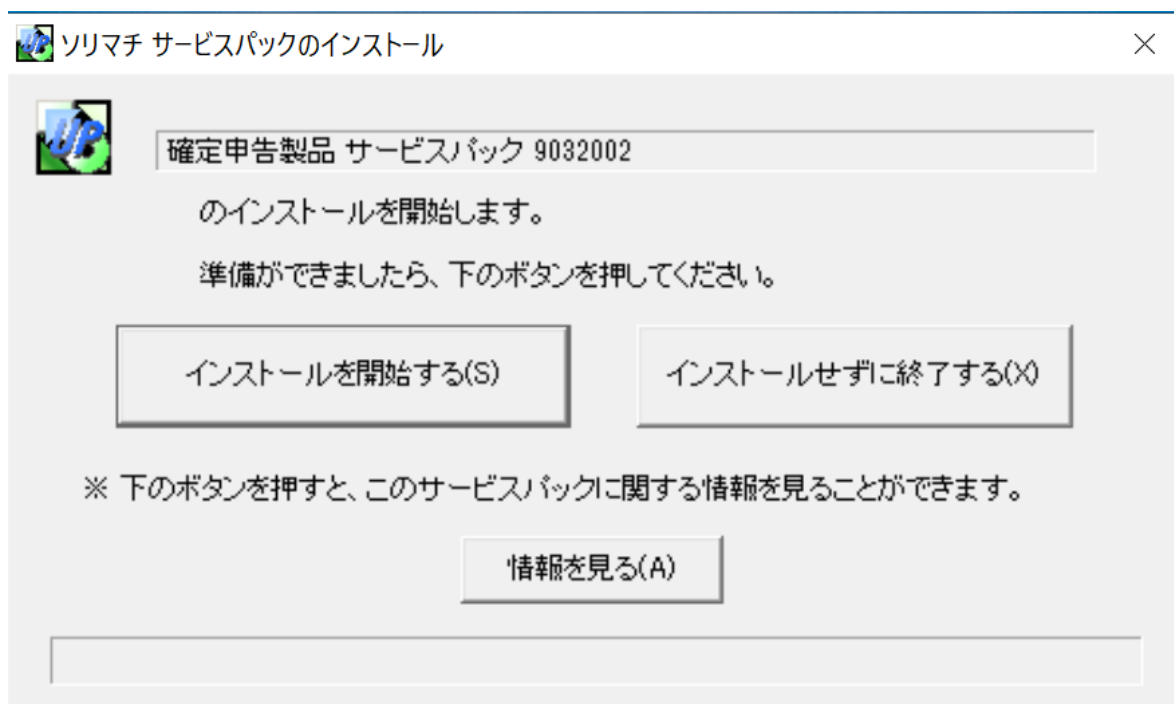 ソリマチ サービスパックのインストール
UP
確定申告製品 サービスパック 9032002
のインストールを開始します。
準備ができましたら、下のボタンを押してください。
インストールを開始する(S)
インストールせずに終了する(X)
※ 下のボタンを押すと、このサービスパックに関する情報を見ることができます。
情報を見る(A)